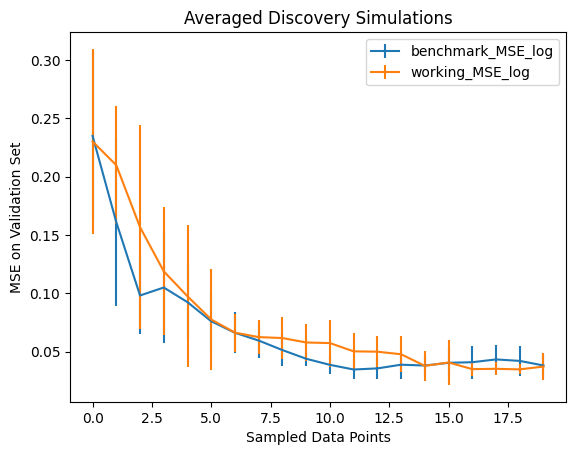 Averaged Discovery Simulations
benchmark_MSE_log
working_MSE_log
MSE on Validation Set
0.30
0.25
0.20
0.15
0.10
0.05
0.0 2.5 5.0 7.5 10.0 12.5 15.0 17.5
Sampled Data Points